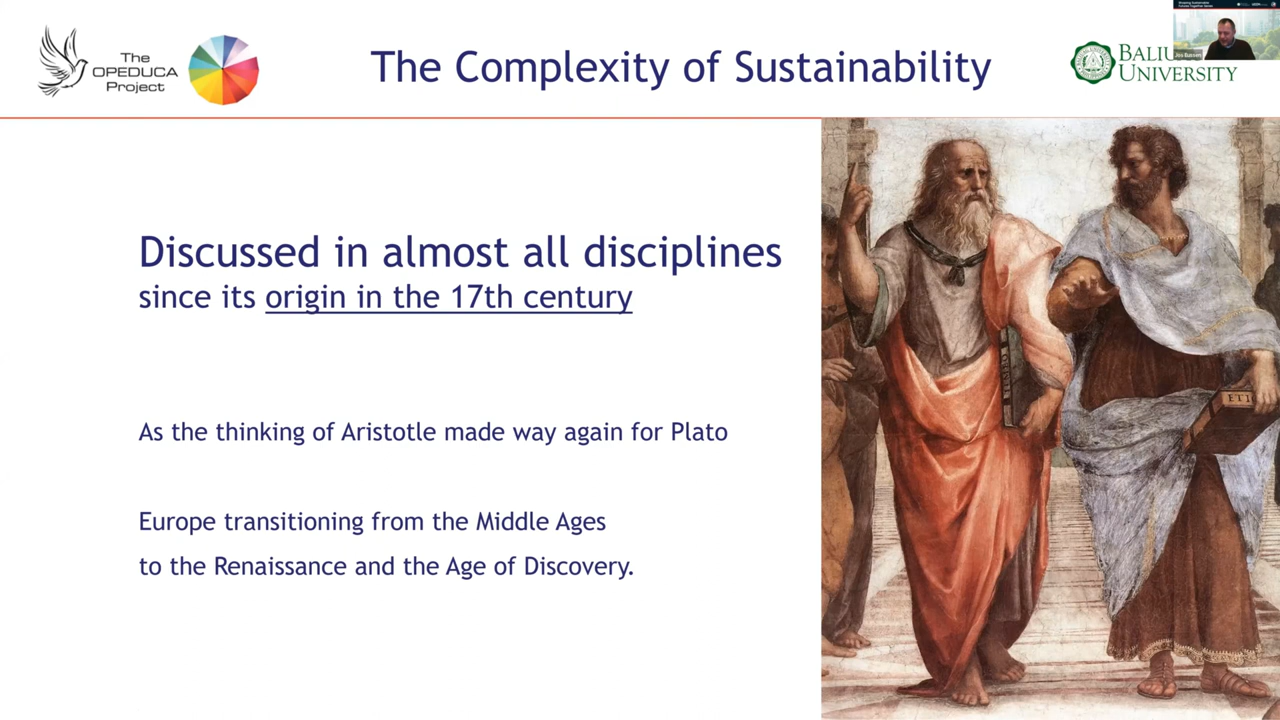 The
OPEDUCA
Project
The Complexity of Sustainability
BALIU
UNIVERSITY
Discussed in almost all disciplines
since its origin in the 17th century
As the thinking of Aristotle made way again for Plato
Europe transitioning from the Middle Ages
to the Renaissance and the Age of Discovery.
ETI